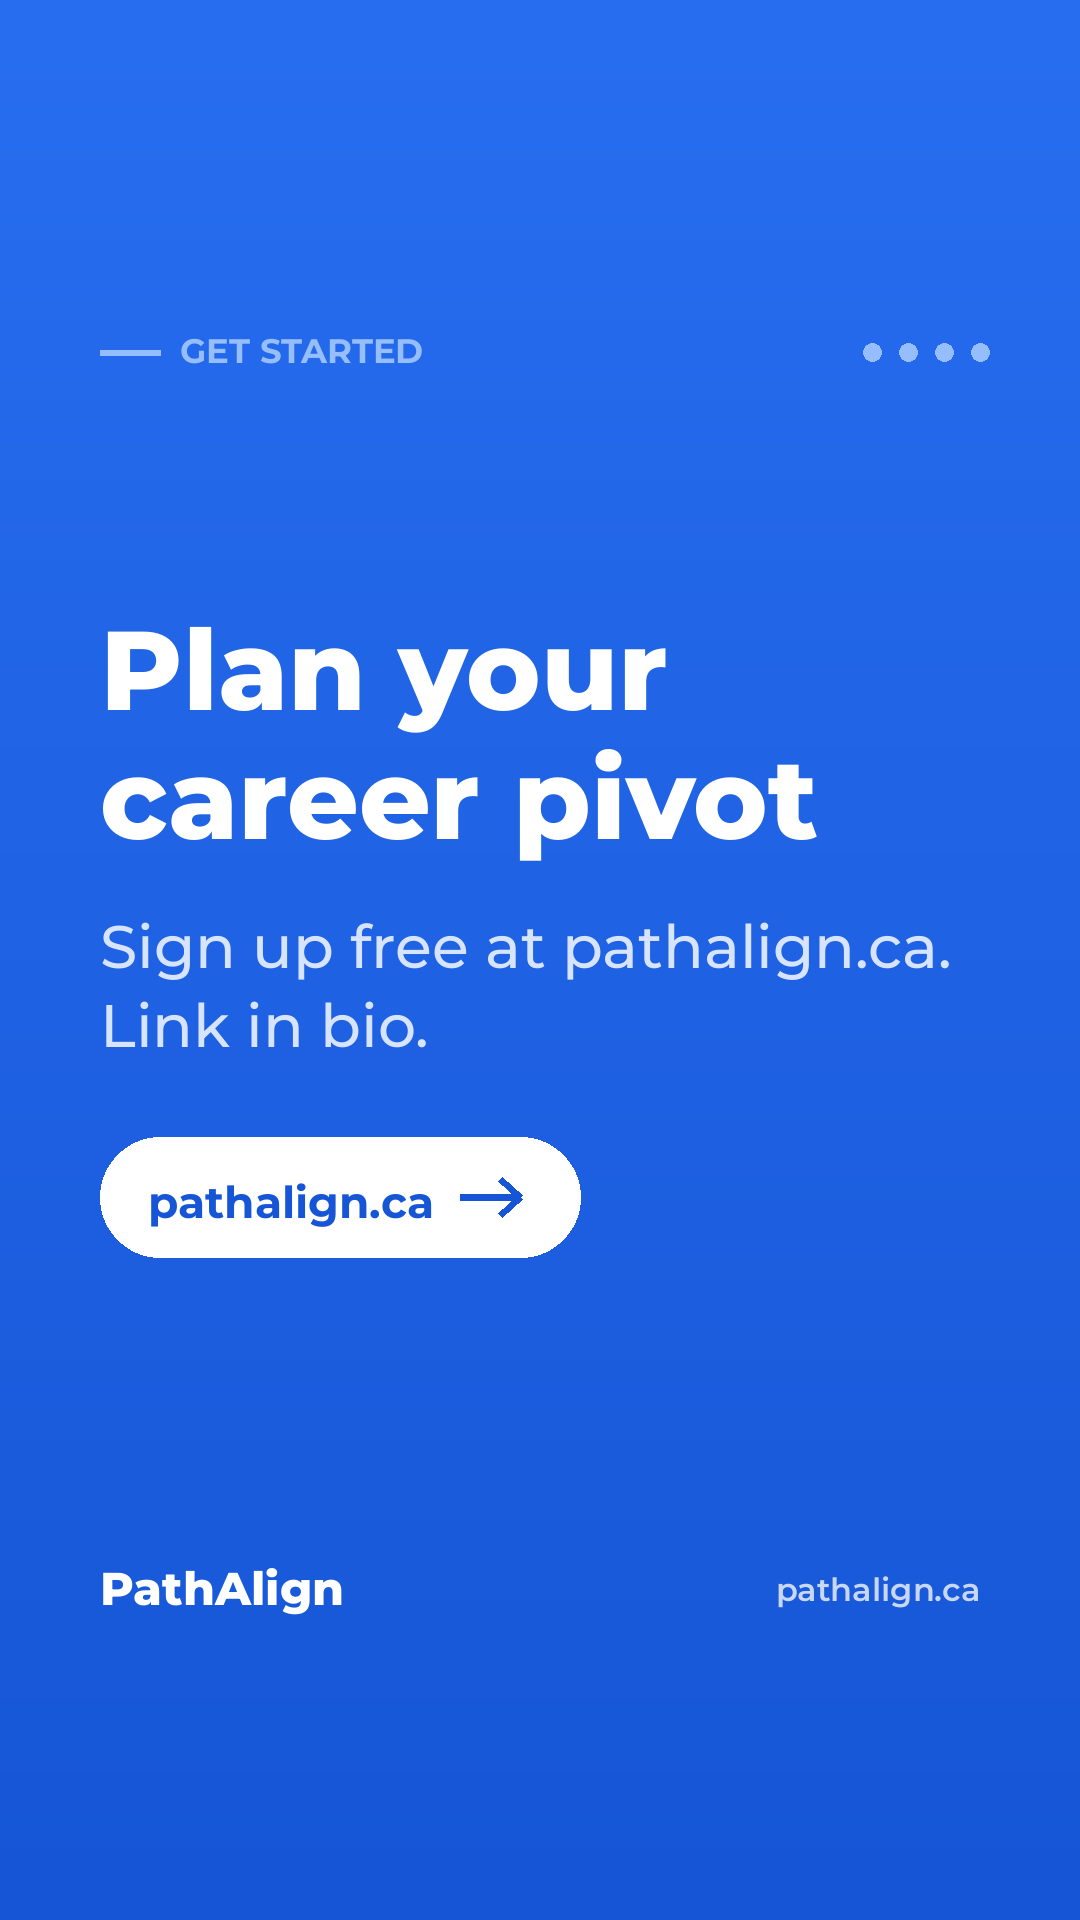 GET STARTED
Plan your
career pivot
Sign up free at pathalign.ca.
Link in bio.
pathalign.ca
PathAlign
pathalign.ca